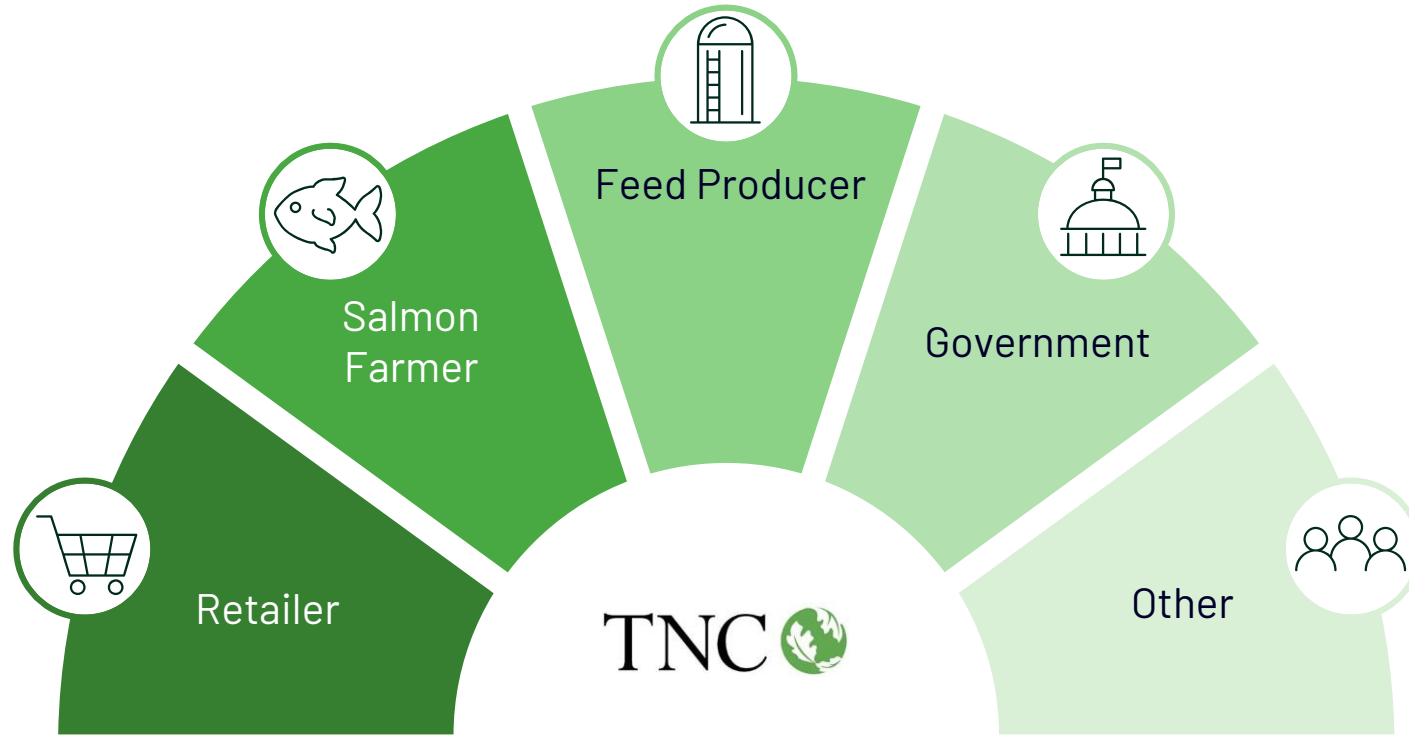 Feed Producer
Salmon
Farmer
Government
Retailer
Other
TNC